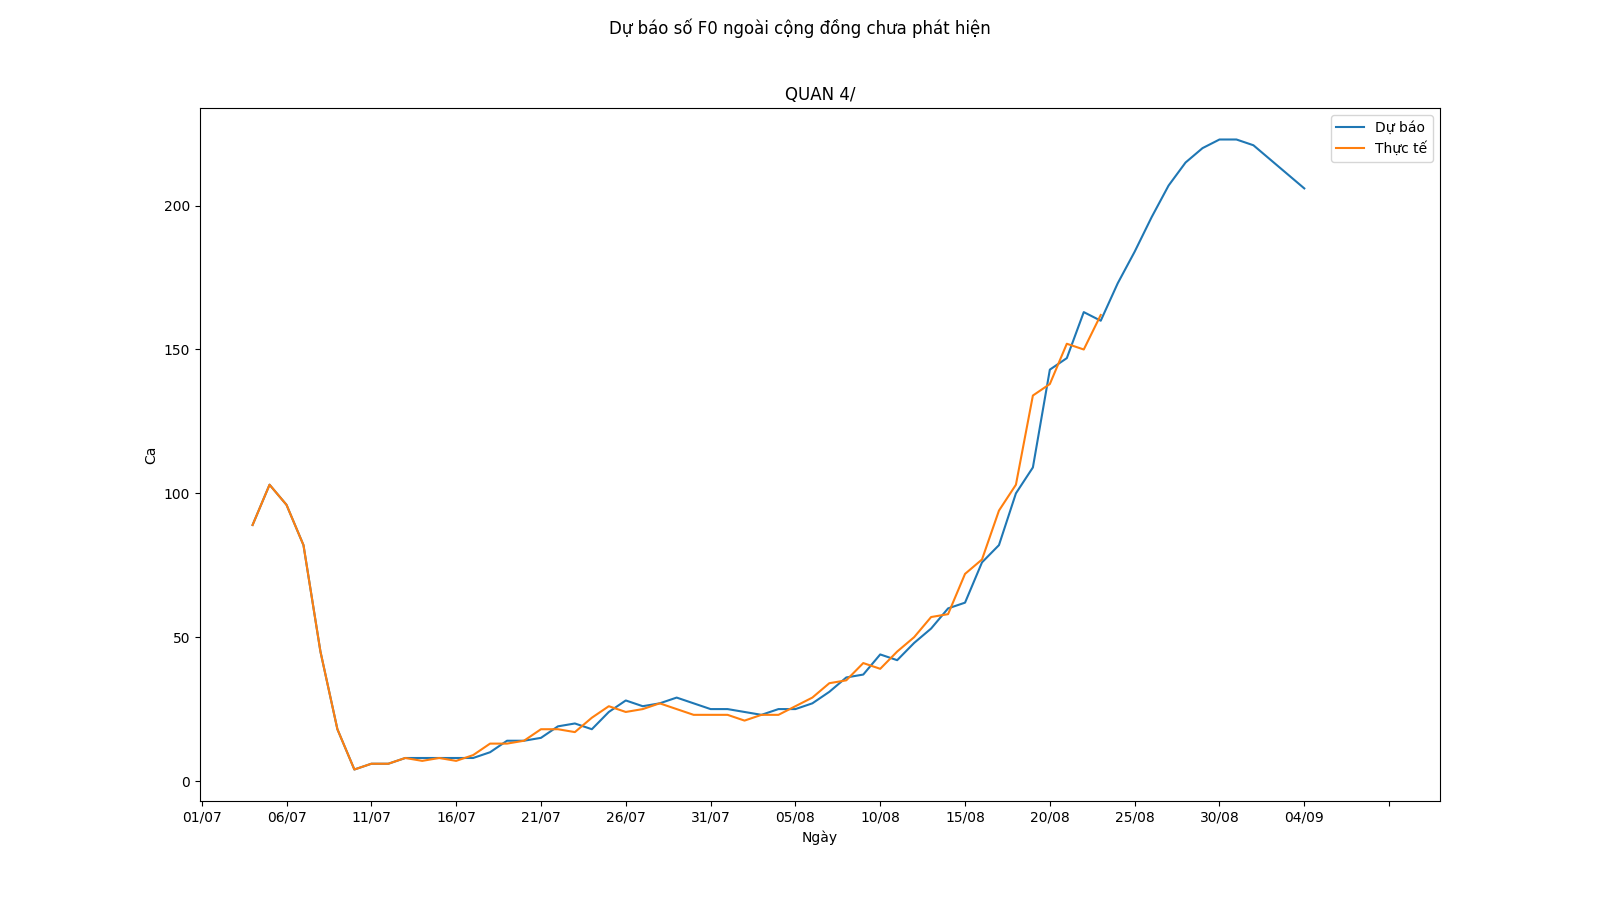 Dự báo số F0 ngoài cộng đồng chưa phát hiện
QUAN 4/
Dự báo
Thực tế
200
150
100
50
0
Ca
01/07 06/07 11/07 16/07 21/07 26/07 31/07 05/08 10/08 15/08 20/08 25/08 30/08 04/09
Ngày